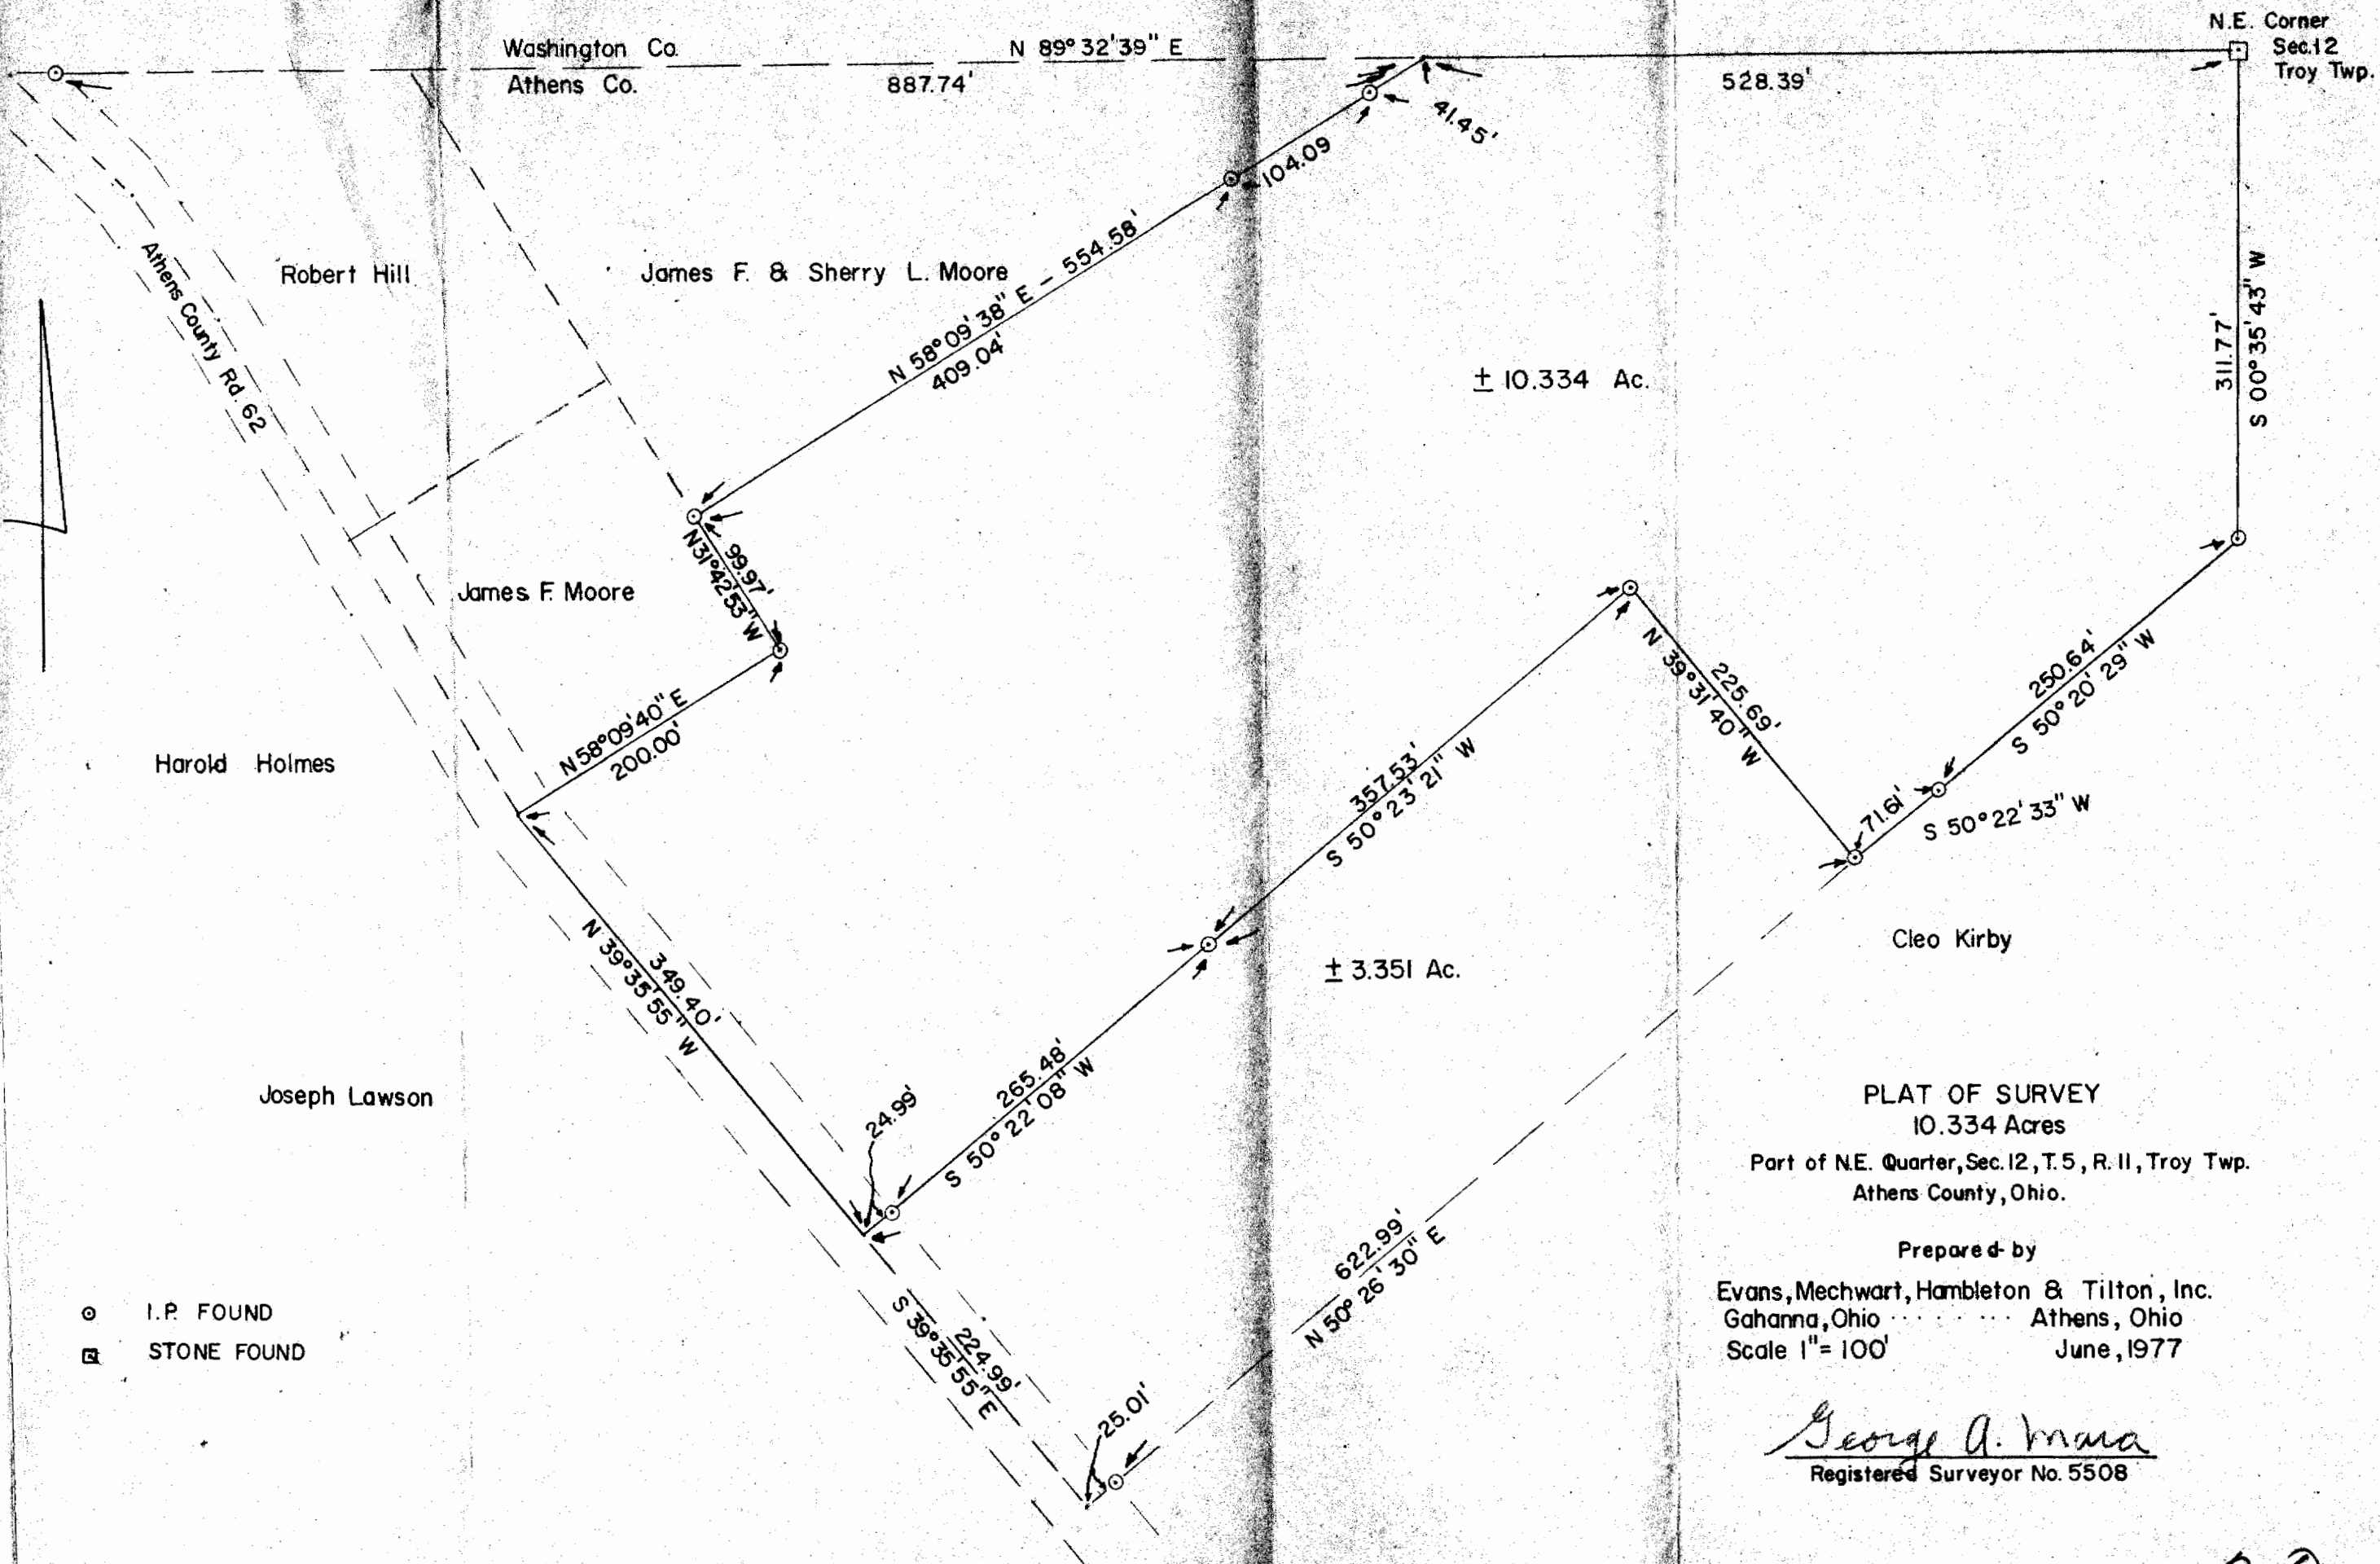 N.E. Corner
Sec.12
Troy Twp.
Washington Co.
N 89° 32' 39" E
Athens Co.
887.74'
528.39'
41.45'
104.09
Athens County Rd. 62
Robert Hill
James F. & Sherry L. Moore
N 58° 09' 38" E – 554.58'
409.04'
± 10.334 Ac.
311.77'
S 00° 35' 43" W
99.97'
N 31° 42' 53" W
James F. Moore
N 58° 09' 40" E
200.00'
Harold Holmes
357.53'
S 50° 23' 21" W
225.69'
N 39° 31' 40" W
250.64'
S 50° 20' 29" W
71.61'
S 50° 22' 33" W
Cleo Kirby
± 3.351 Ac.
349.40'
N 39° 35' 55" W
Joseph Lawson
24.99'
265.48'
S 50° 22' 08" W
622.99'
N 50° 26' 30" E
224.99'
S 39° 35' 55" E
25.01'
I.P. FOUND
STONE FOUND
PLAT OF SURVEY
10.334 Acres
Part of N.E. Quarter, Sec. 12, T. 5, R. 11, Troy Twp.
Athens County, Ohio.
Prepared by
Evans, Mechwart, Hambleton & Tilton, Inc.
Gahanna, Ohio ········ Athens, Ohio
Scale 1" = 100' June, 1977
George A. Mara
Registered Surveyor No. 5508